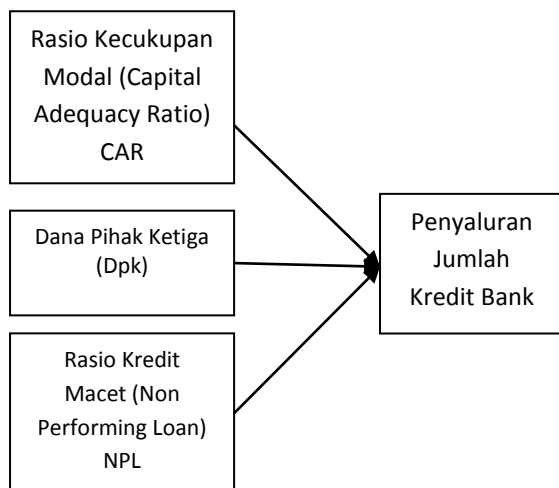 Rasio Kecukupan
Modal (Capital
Adequacy Ratio)
CAR
Dana Pihak Ketiga
(Dpk)
Rasio Kredit
Macet (Non
Performing Loan)
NPL
Penyaluran
Jumlah
Kredit Bank